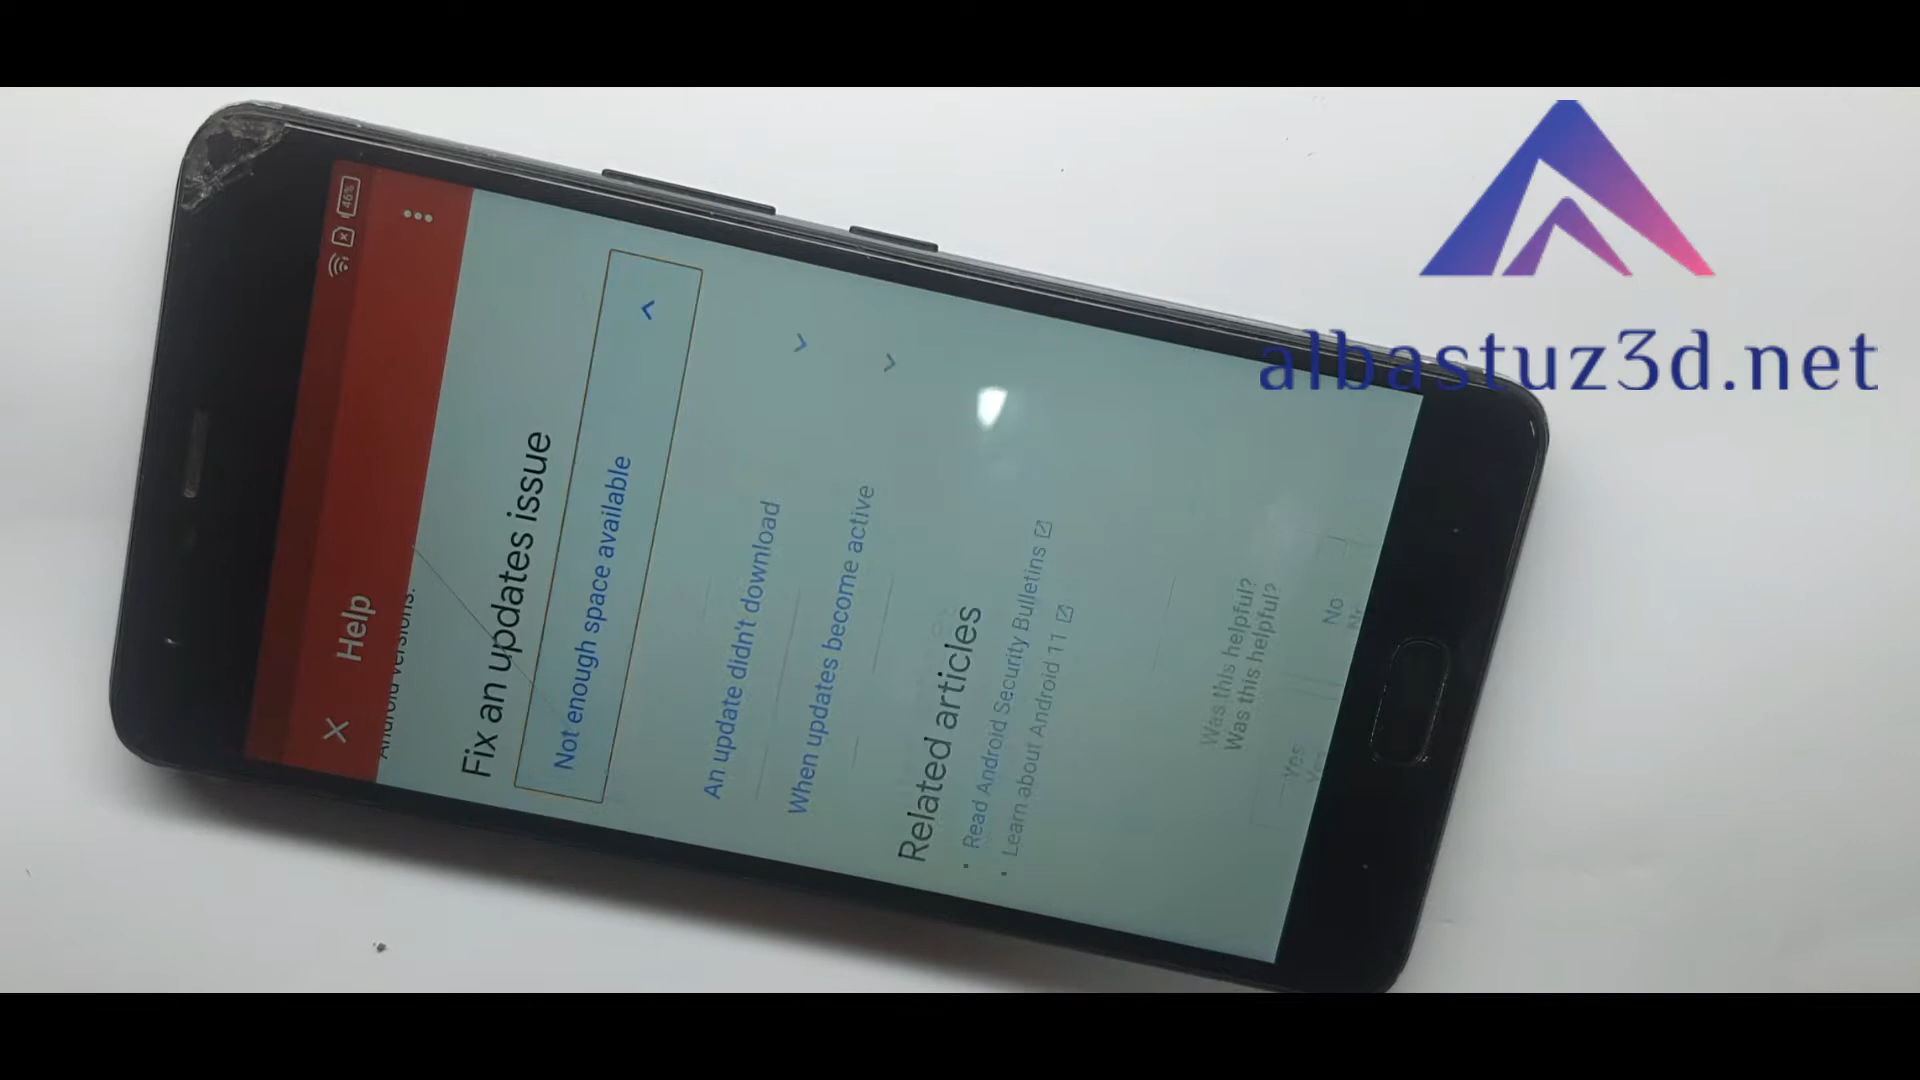 46%
Help
Android versions.
Fix an updates issue
Not enough space available
An update didn't download
When updates become active
Related articles
Read Android Security Bulletins
Learn about Android 11
Was this helpful?
Was this helpful?
Yes
No
albastuz3d.net